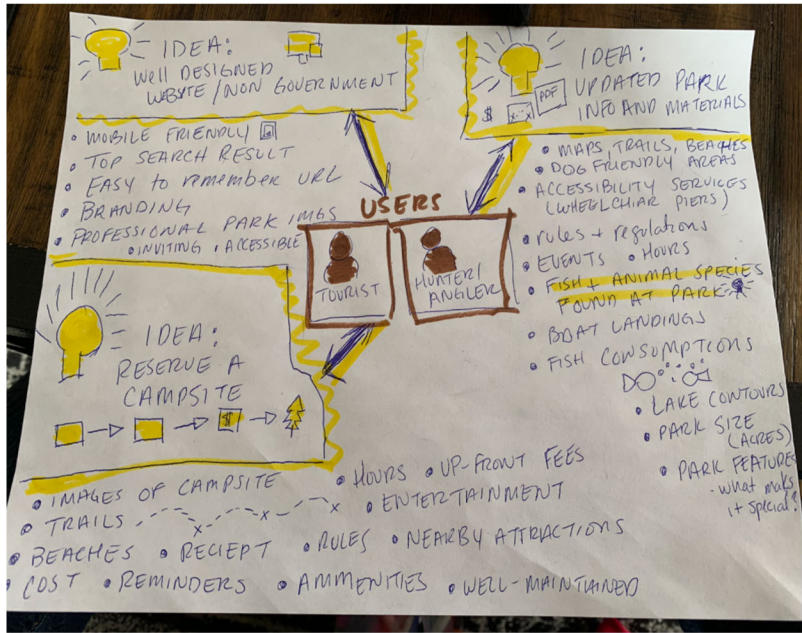 IDEA:
WELL DESIGNED
WBSYTE/NON GOVERNMENT
• MOBILE FRIENDLY
• TOP SEARCH RESULT
• EASY to remember URL
• BRANDING
• PROFESSIONAL PARK IMGS
• INVITING • ACCESSIBLE
IDEA:
UPDATED PARK
INFO AND MATERIALS
$
PDF
• MAPS, TRAILS, BEACHES
• DOG FRIENDLY AREAS
• ACCESSIBILITY SERVICES
(WHEELCHIAR PIERS)
• rules + regulations
• EVENTS • HOURS
• FISH + ANIMAL SPECIES
FOUND AT PARK
• BOAT LANDINGS
• FISH CONSUMPTIONS
• LAKE CONTOURS
• PARK SIZE
(ACRES)
• PARK FEATURES
- what maks
it special?
USERS
TOURIST
HUNTER/
ANGLER
IDEA:
RESERVE A
CAMPSITE
$
• IMAGES OF CAMPSITE
• HOURS • UP-FRONT FEES
• TRAILS
• ENTERTAINMENT
• BEACHES • RECIEPT • RULES • NEARBY ATTRACTIONS
• COST • REMINDERS • AMMENITIES • WELL-MAINTAINED